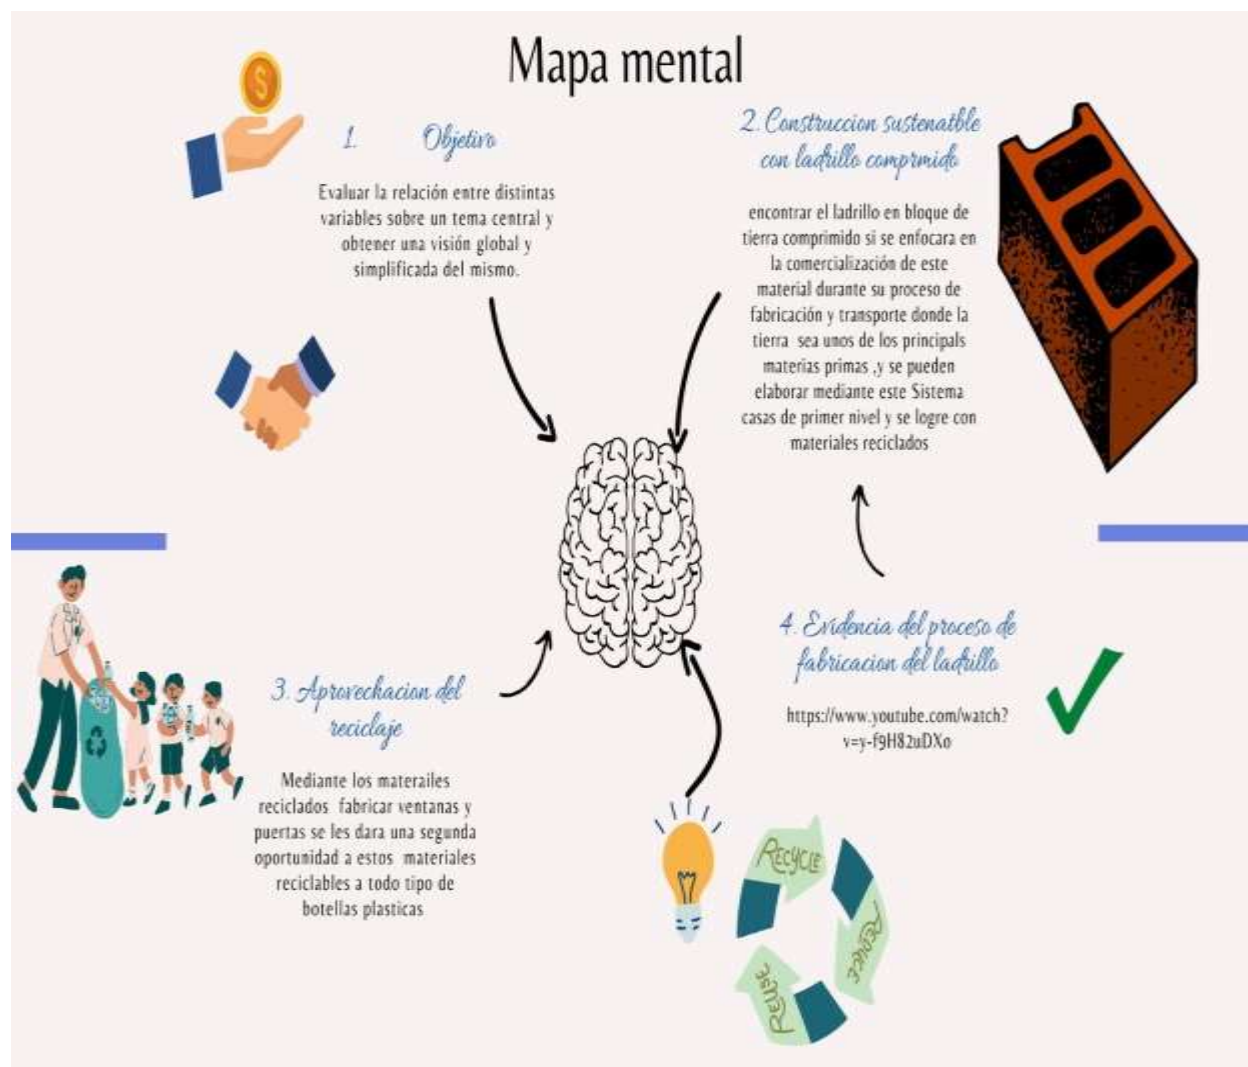 Mapa mental
1. Objetivo
Evaluar la relación entre distintas
variables sobre un tema central y
obtener una visión global y
simplificada del mismo.
2. Construccion sustenatble
con ladrillo comprmido
encontrar el ladrillo en bloque de
tierra comprimido si se enfocara en
la comercialización de este
material durante su proceso de
fabricación y transporte donde la
tierra sea unos de los principals
materias primas ,y se pueden
elaborar mediante este Sistema
casas de primer nivel y se logre con
materiales reciclados
3. Aprovechacion del
reciclaje
Mediante los materailes
reciclados fabricar ventanas y
puertas se les dara una segunda
oportunidad a estos materiales
reciclables a todo tipo de
botellas plasticas
4. Evidencia del proceso de
fabricacion del ladrillo
https://www.youtube.com/watch?
v=y-f9H82uDXo
RECYCLE
REDUCE
REUSE
$